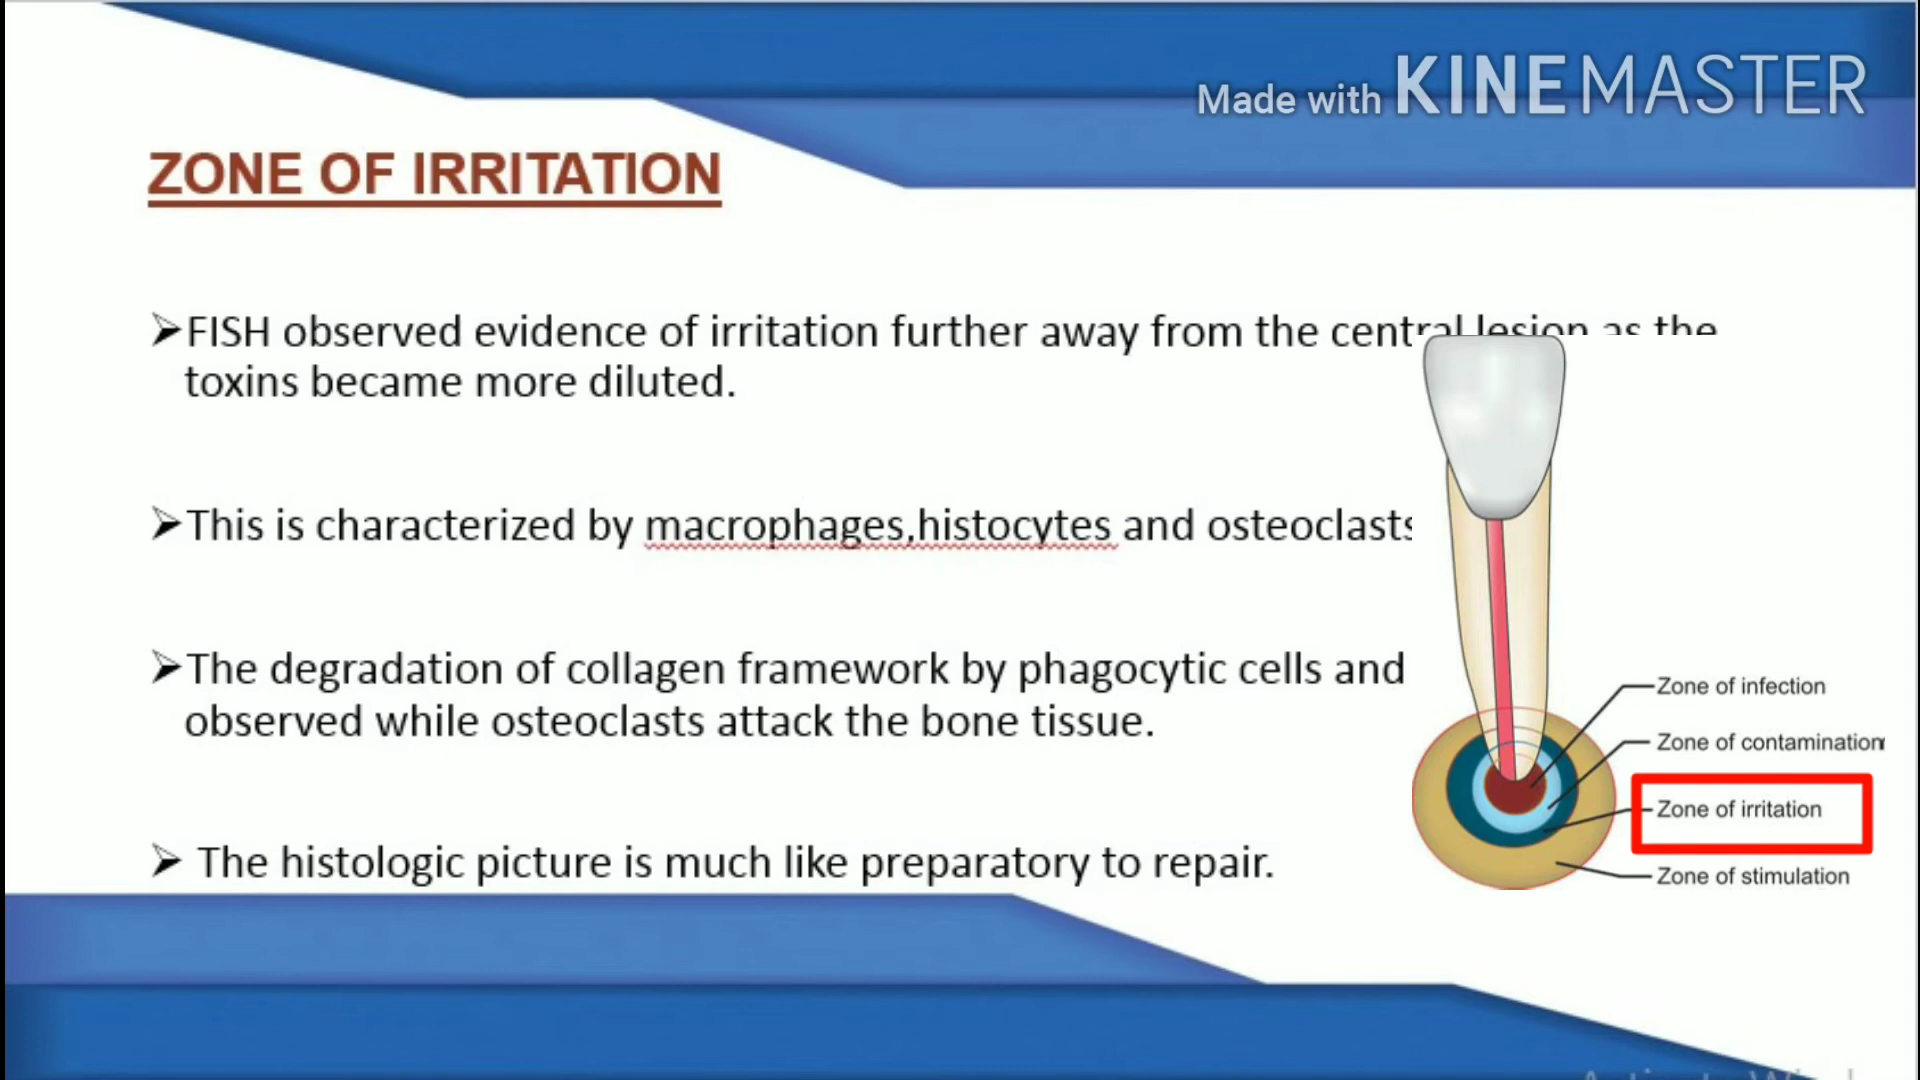 Made with KINEMASTER
ZONE OF IRRITATION
➤FISH observed evidence of irritation further away from the central lesion as the
toxins became more diluted.
➤This is characterized by macrophages,histocytes and osteoclasts
➤The degradation of collagen framework by phagocytic cells and
observed while osteoclasts attack the bone tissue.
➤ The histologic picture is much like preparatory to repair.
Zone of infection
Zone of contamination
Zone of irritation
Zone of stimulation